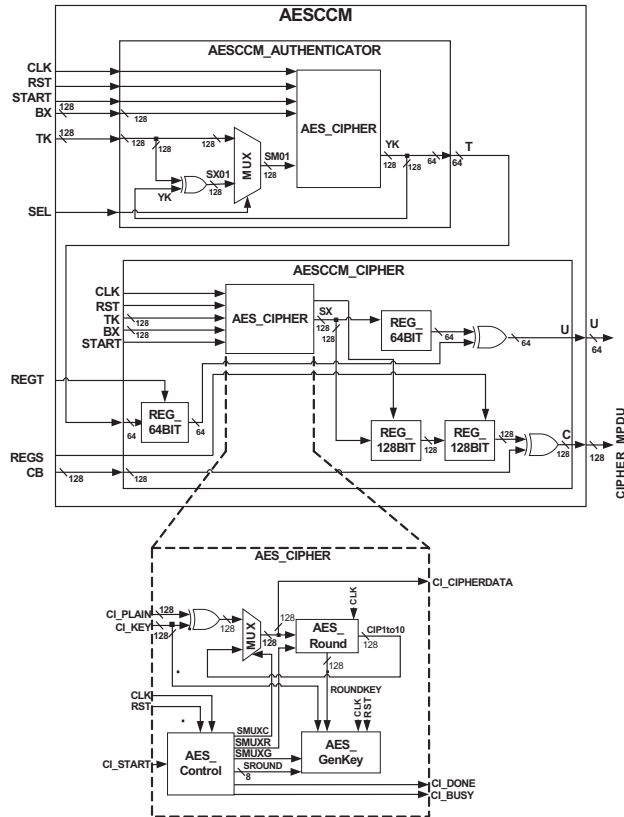 AESCCM
AESCCM_AUTHENTICATOR
CLK
RST
START
BX
128
128
TK
128
128
128
128
AES_CIPHER
MUX
SM01
128
SX01
128
YK
YK
128
128
64
T
64
SEL
AESCCM_CIPHER
CLK
RST
TK
128
BX
128
START
AES_CIPHER
SX
128
128
REG_
64BIT
64
64
U
U
64
REGT
64
64
REG_
64BIT
64
REG_
128BIT
128
REG_
128BIT
128
C
128
128
CIPHER_MPDU
REGS
CB
128
128
AES_CIPHER
CI_PLAIN
128
CI_KEY
128
128
MUX
128
128
CI_CIPHERDATA
CLK
AES_
Round
CIP1to10
128
128
ROUNDKEY
CLK
RST
CLK
RST
SMUXC
SMUXR
SMUXG
SROUND
8
AES_
Control
AES_
GenKey
CI_START
CI_DONE
CI_BUSY